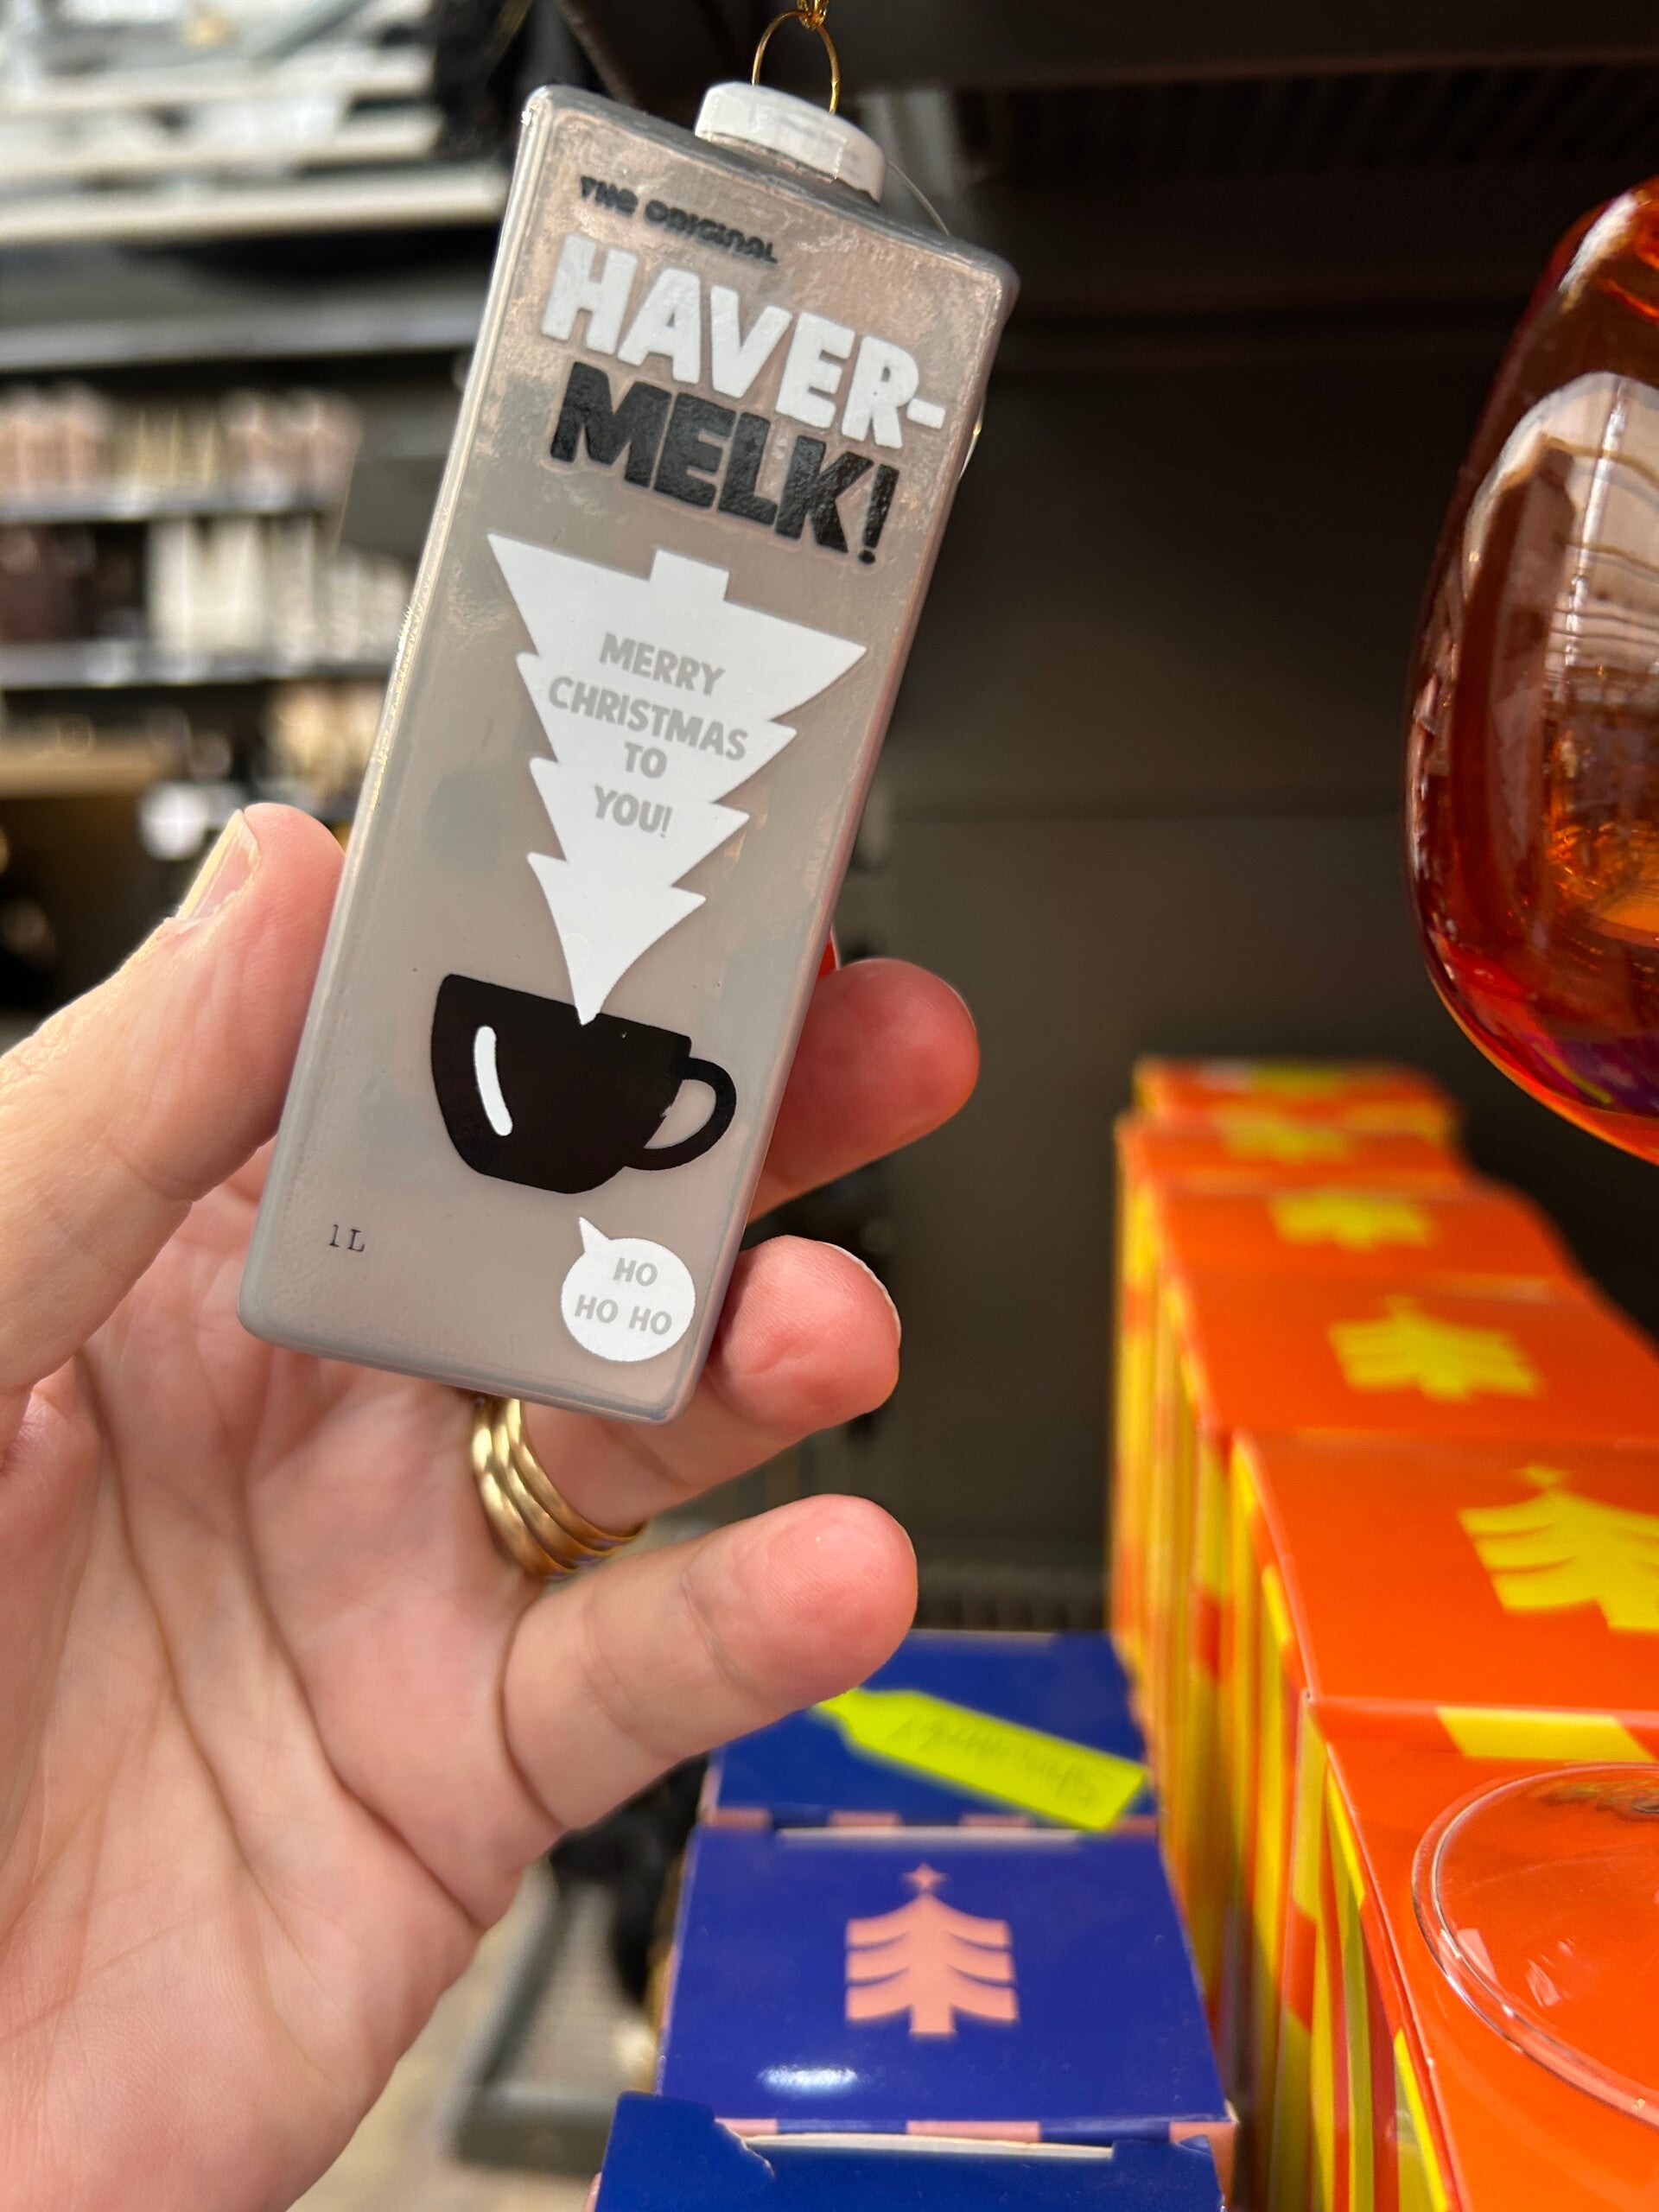 THE ORIGINAL
HAVER-
MELK!
MERRY
CHRISTMAS
TO
YOU!
1L
HO
HO HO